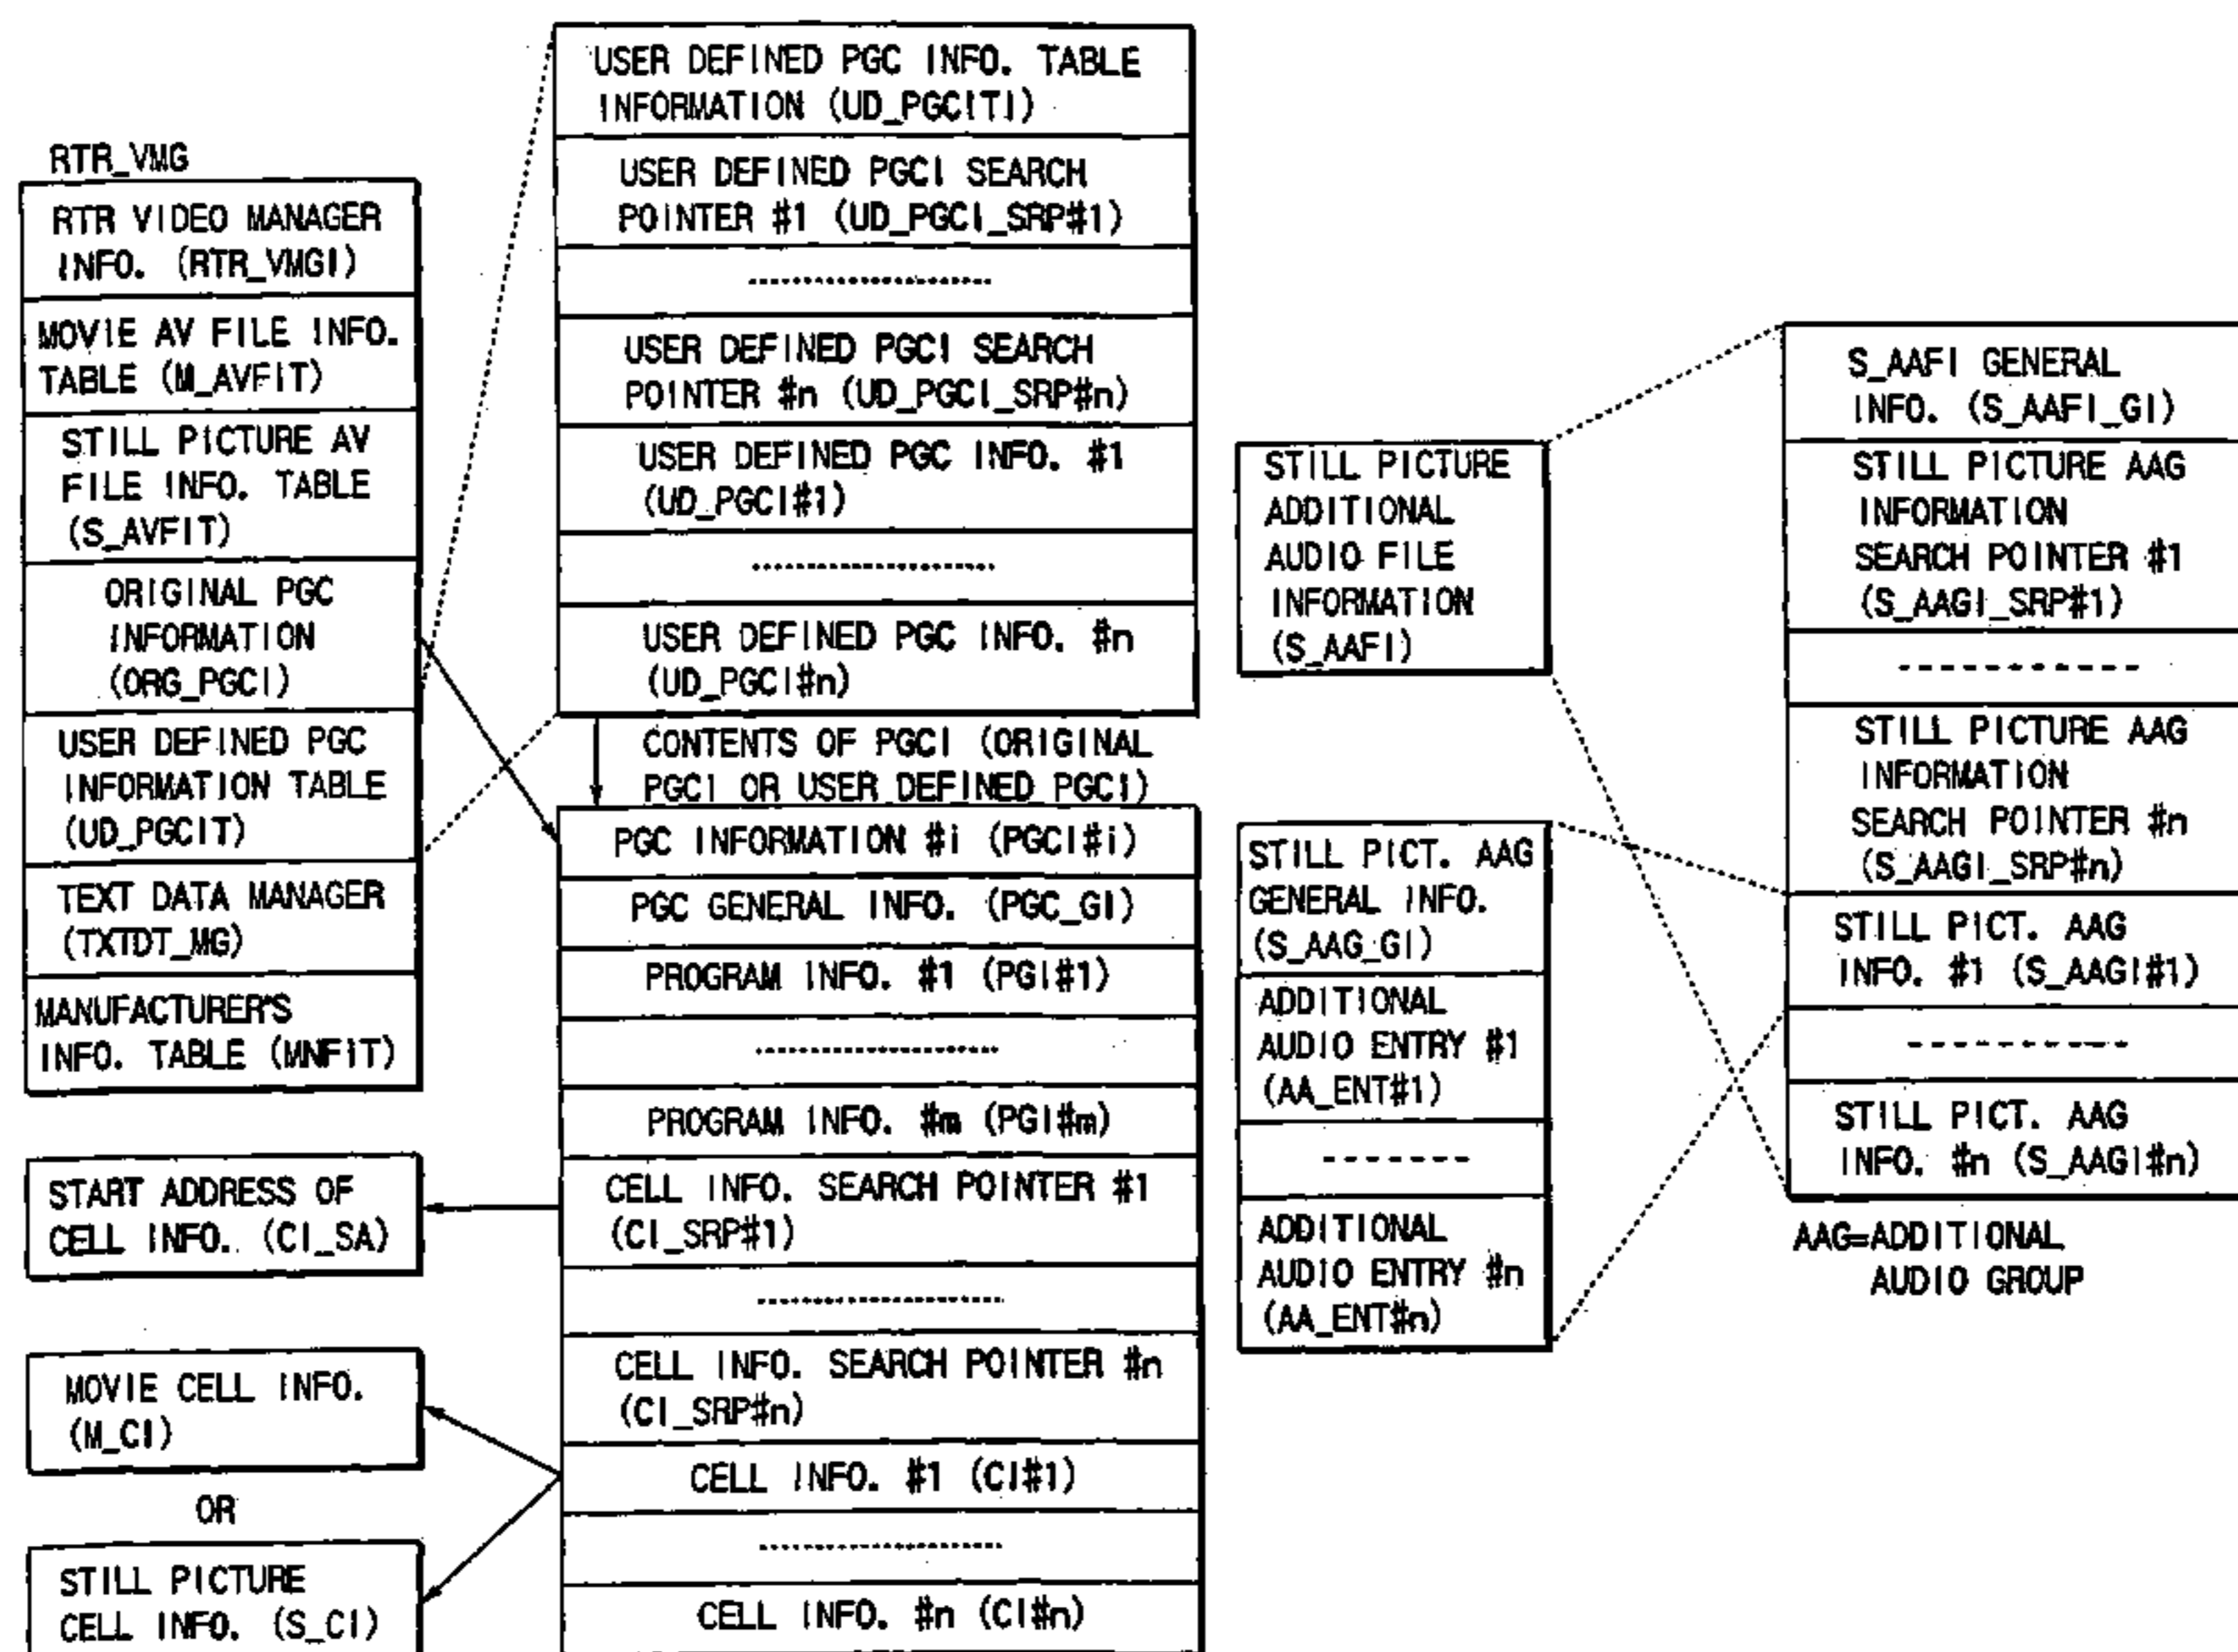 RTR_VMG
RTR VIDEO MANAGER
INFO. (RTR_VMGI)
MOVIE AV FILE INFO.
TABLE (M_AVFIT)
STILL PICTURE AV
FILE INFO. TABLE
(S_AVFIT)
ORIGINAL PGC
INFORMATION
(ORG_PGCI)
USER DEFINED PGC
INFORMATION TABLE
(UD_PGCIT)
TEXT DATA MANAGER
(TXTDT_MG)
MANUFACTURER'S
INFO. TABLE (MNFIT)
START ADDRESS OF
CELL INFO. (CI_SA)
MOVIE CELL INFO.
(M_CI)
OR
STILL PICTURE
CELL INFO. (S_CI)
USER DEFINED PGC INFO. TABLE
INFORMATION (UD_PGCITI)
USER DEFINED PGCI SEARCH
POINTER #1 (UD_PGCI_SRP#1)
USER DEFINED PGCI SEARCH
POINTER #n (UD_PGCI_SRP#n)
USER DEFINED PGC INFO. #1
(UD_PGCI#1)
USER DEFINED PGC INFO. #n
(UD_PGCI#n)
CONTENTS OF PGCI (ORIGINAL
PGCI OR USER DEFINED PGCI)
PGC INFORMATION #i (PGCI#i)
PGC GENERAL INFO. (PGC_GI)
PROGRAM INFO. #1 (PGI#1)
PROGRAM INFO. #m (PGI#m)
CELL INFO. SEARCH POINTER #1
(CI_SRP#1)
CELL INFO. SEARCH POINTER #n
(CI_SRP#n)
CELL INFO. #1 (CI#1)
CELL INFO. #n (CI#n)
STILL PICTURE
ADDITIONAL
AUDIO FILE
INFORMATION
(S_AAFI)
STILL PICT. AAG
GENERAL INFO.
(S_AAG_GI)
ADDITIONAL
AUDIO ENTRY #1
(AA_ENT#1)
ADDITIONAL
AUDIO ENTRY #n
(AA_ENT#n)
S_AAFI GENERAL
INFO. (S_AAFI_GI)
STILL PICTURE AAG
INFORMATION
SEARCH POINTER #1
(S_AAGI_SRP#1)
STILL PICTURE AAG
INFORMATION
SEARCH POINTER #n
(S_AAGI_SRP#n)
STILL PICT. AAG
INFO. #1 (S_AAGI#1)
STILL PICT. AAG
INFO. #n (S_AAGI#n)
AAG=ADDITIONAL
AUDIO GROUP